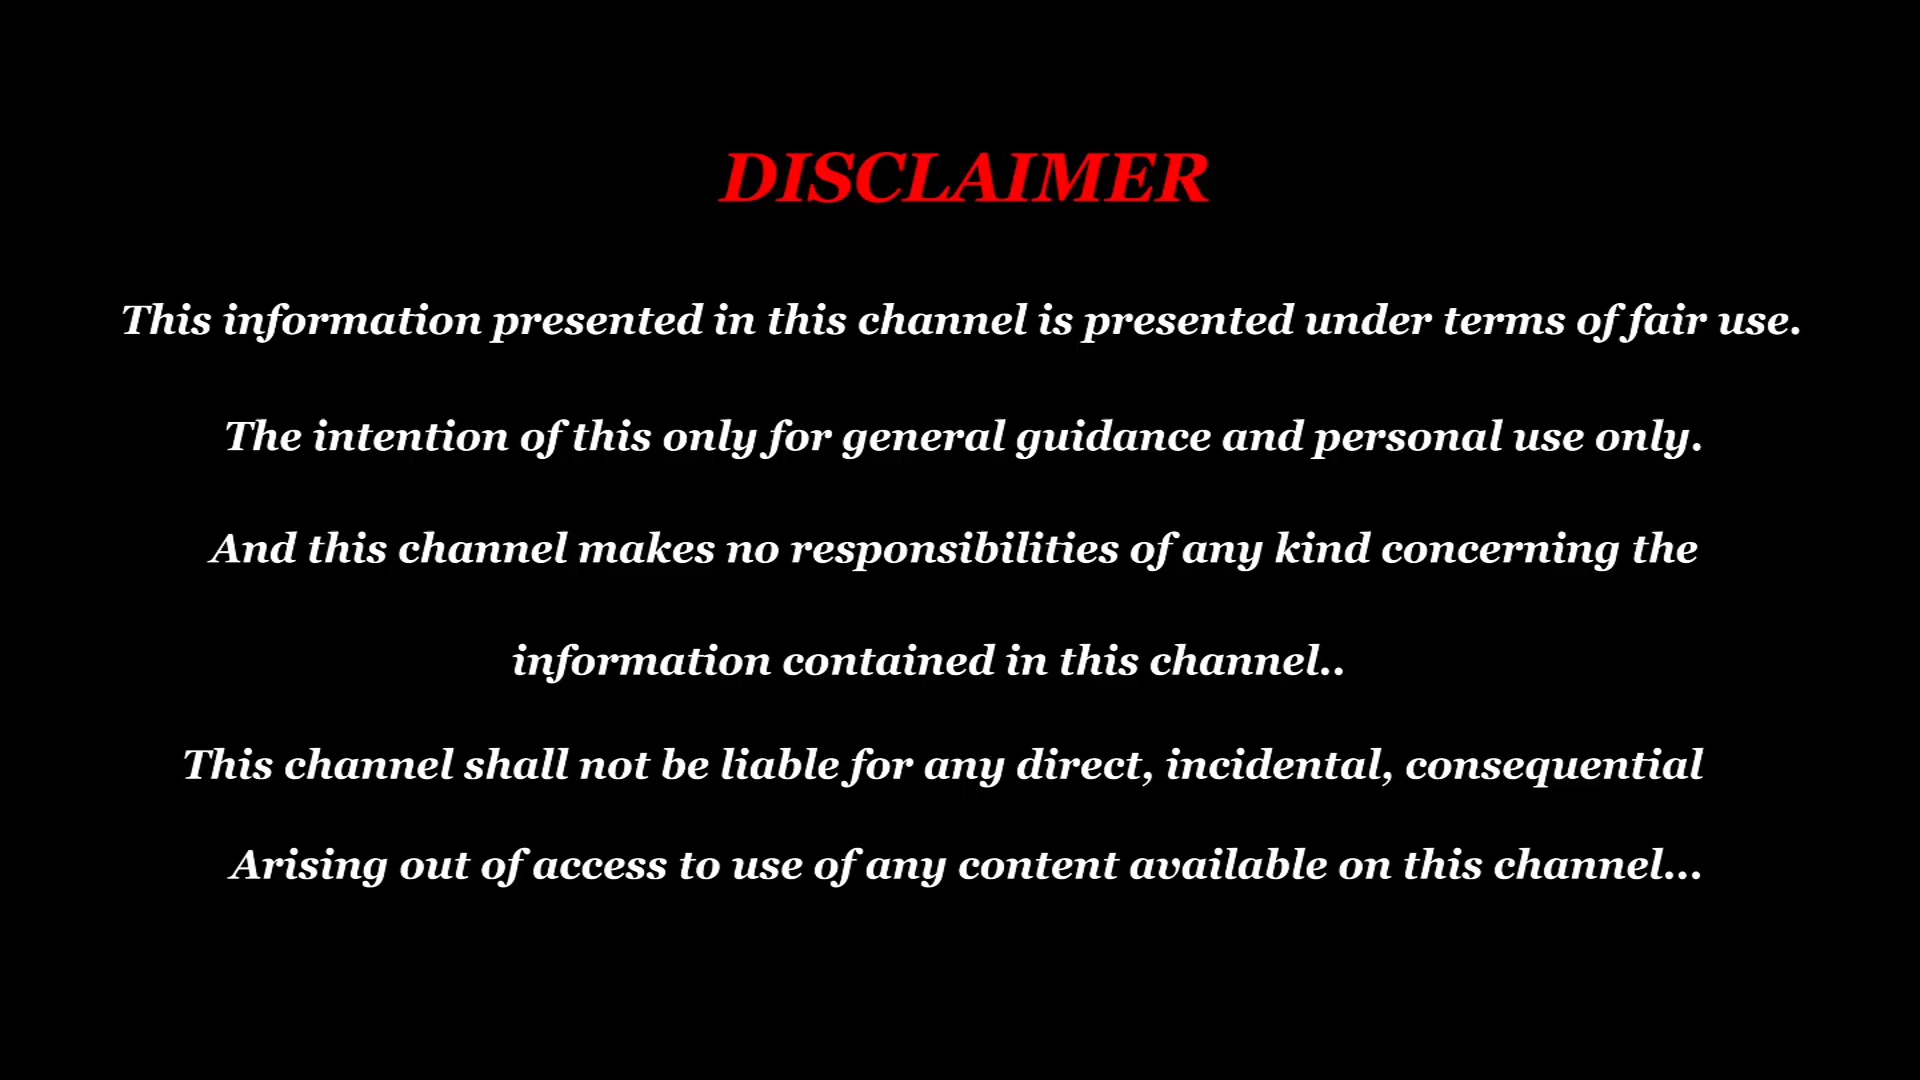 DISCLAIMER
This information presented in this channel is presented under terms of fair use.
The intention of this only for general guidance and personal use only.
And this channel makes no responsibilities of any kind concerning the
information contained in this channel..
This channel shall not be liable for any direct, incidental, consequential
Arising out of access to use of any content available on this channel...